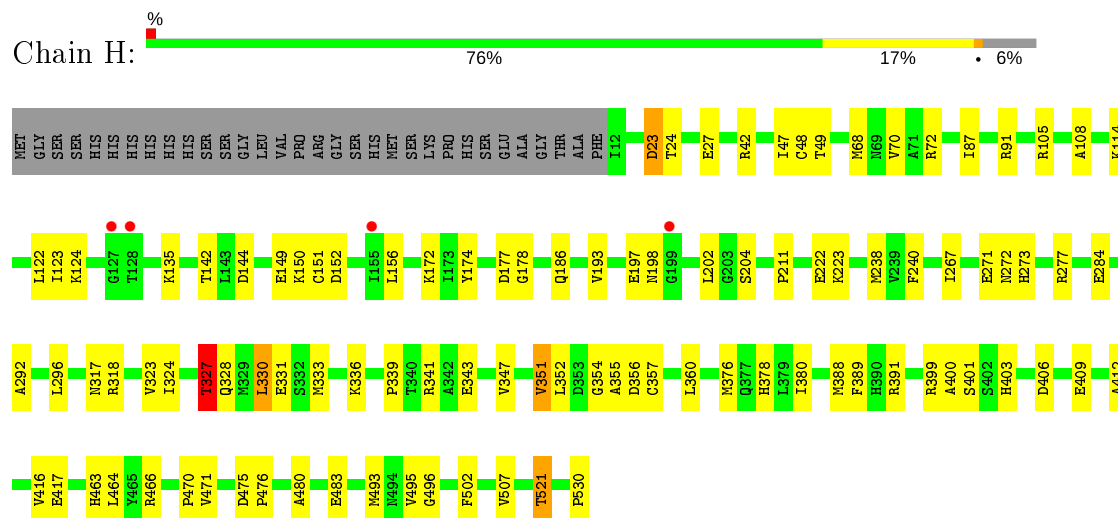 %
Chain H:
76% 17% • 6%
MET GLY SER SER HIS HIS HIS HIS HIS HIS SER SER GLY LEU VAL PRO ARG GLY SER HIS MET SER LYS PRO HIS SER GLU ALA GLY THR ALA PHE I12 D23 T24 E27 R42 I47 C48 T49 M68 N69 V70 A71 R72 I87 R91 R105 A108 K114
L122 I123 K124 G127 T128 K135 T142 L143 D144 E149 K150 C151 D152 I155 L156 K172 I173 Y174 D177 G178 Q186 V193 E197 N198 G199 L202 G203 S204 P211 E222 K223 M238 V239 F240 I267 E271 N272 H273 R277 E284
A292 L296 N317 R318 V323 I324 T327 Q328 M329 L330 E331 S332 M333 K336 P339 T340 R341 A342 E343 V347 V351 L352 D353 G354 A355 D356 C357 L360 M376 Q377 H378 L379 I380 M388 F389 H390 R391 R399 A400 S401 S402 H403 D406 E409
V416 E417 H463 L464 Y465 R466 P470 V471 D475 P476 A480 E483 M493 N494 V495 G496 F502 V507 T521 P530